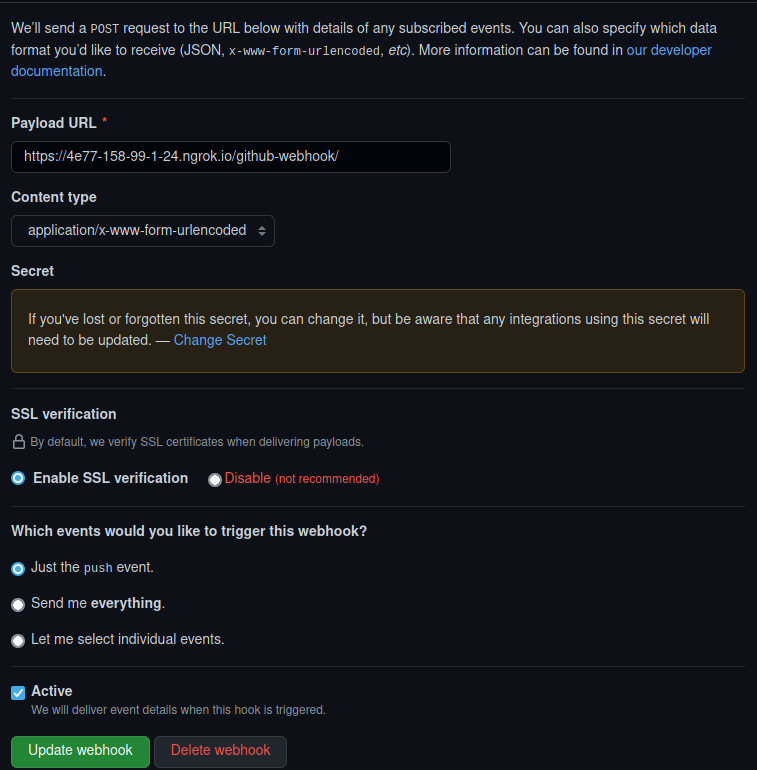 We'll send a POST request to the URL below with details of any subscribed events. You can also specify which data
format you'd like to receive (JSON, x-www-form-urlencoded, etc). More information can be found in our developer
documentation.
Payload URL *
https://4e77-158-99-1-24.ngrok.io/github-webhook/
Content type
application/x-www-form-urlencoded
Secret
If you've lost or forgotten this secret, you can change it, but be aware that any integrations using this secret will
need to be updated. — Change Secret
SSL verification
By default, we verify SSL certificates when delivering payloads.
Enable SSL verification Disable (not recommended)
Which events would you like to trigger this webhook?
Just the push event.
Send me everything.
Let me select individual events.
Active
We will deliver event details when this hook is triggered.
Update webhook Delete webhook